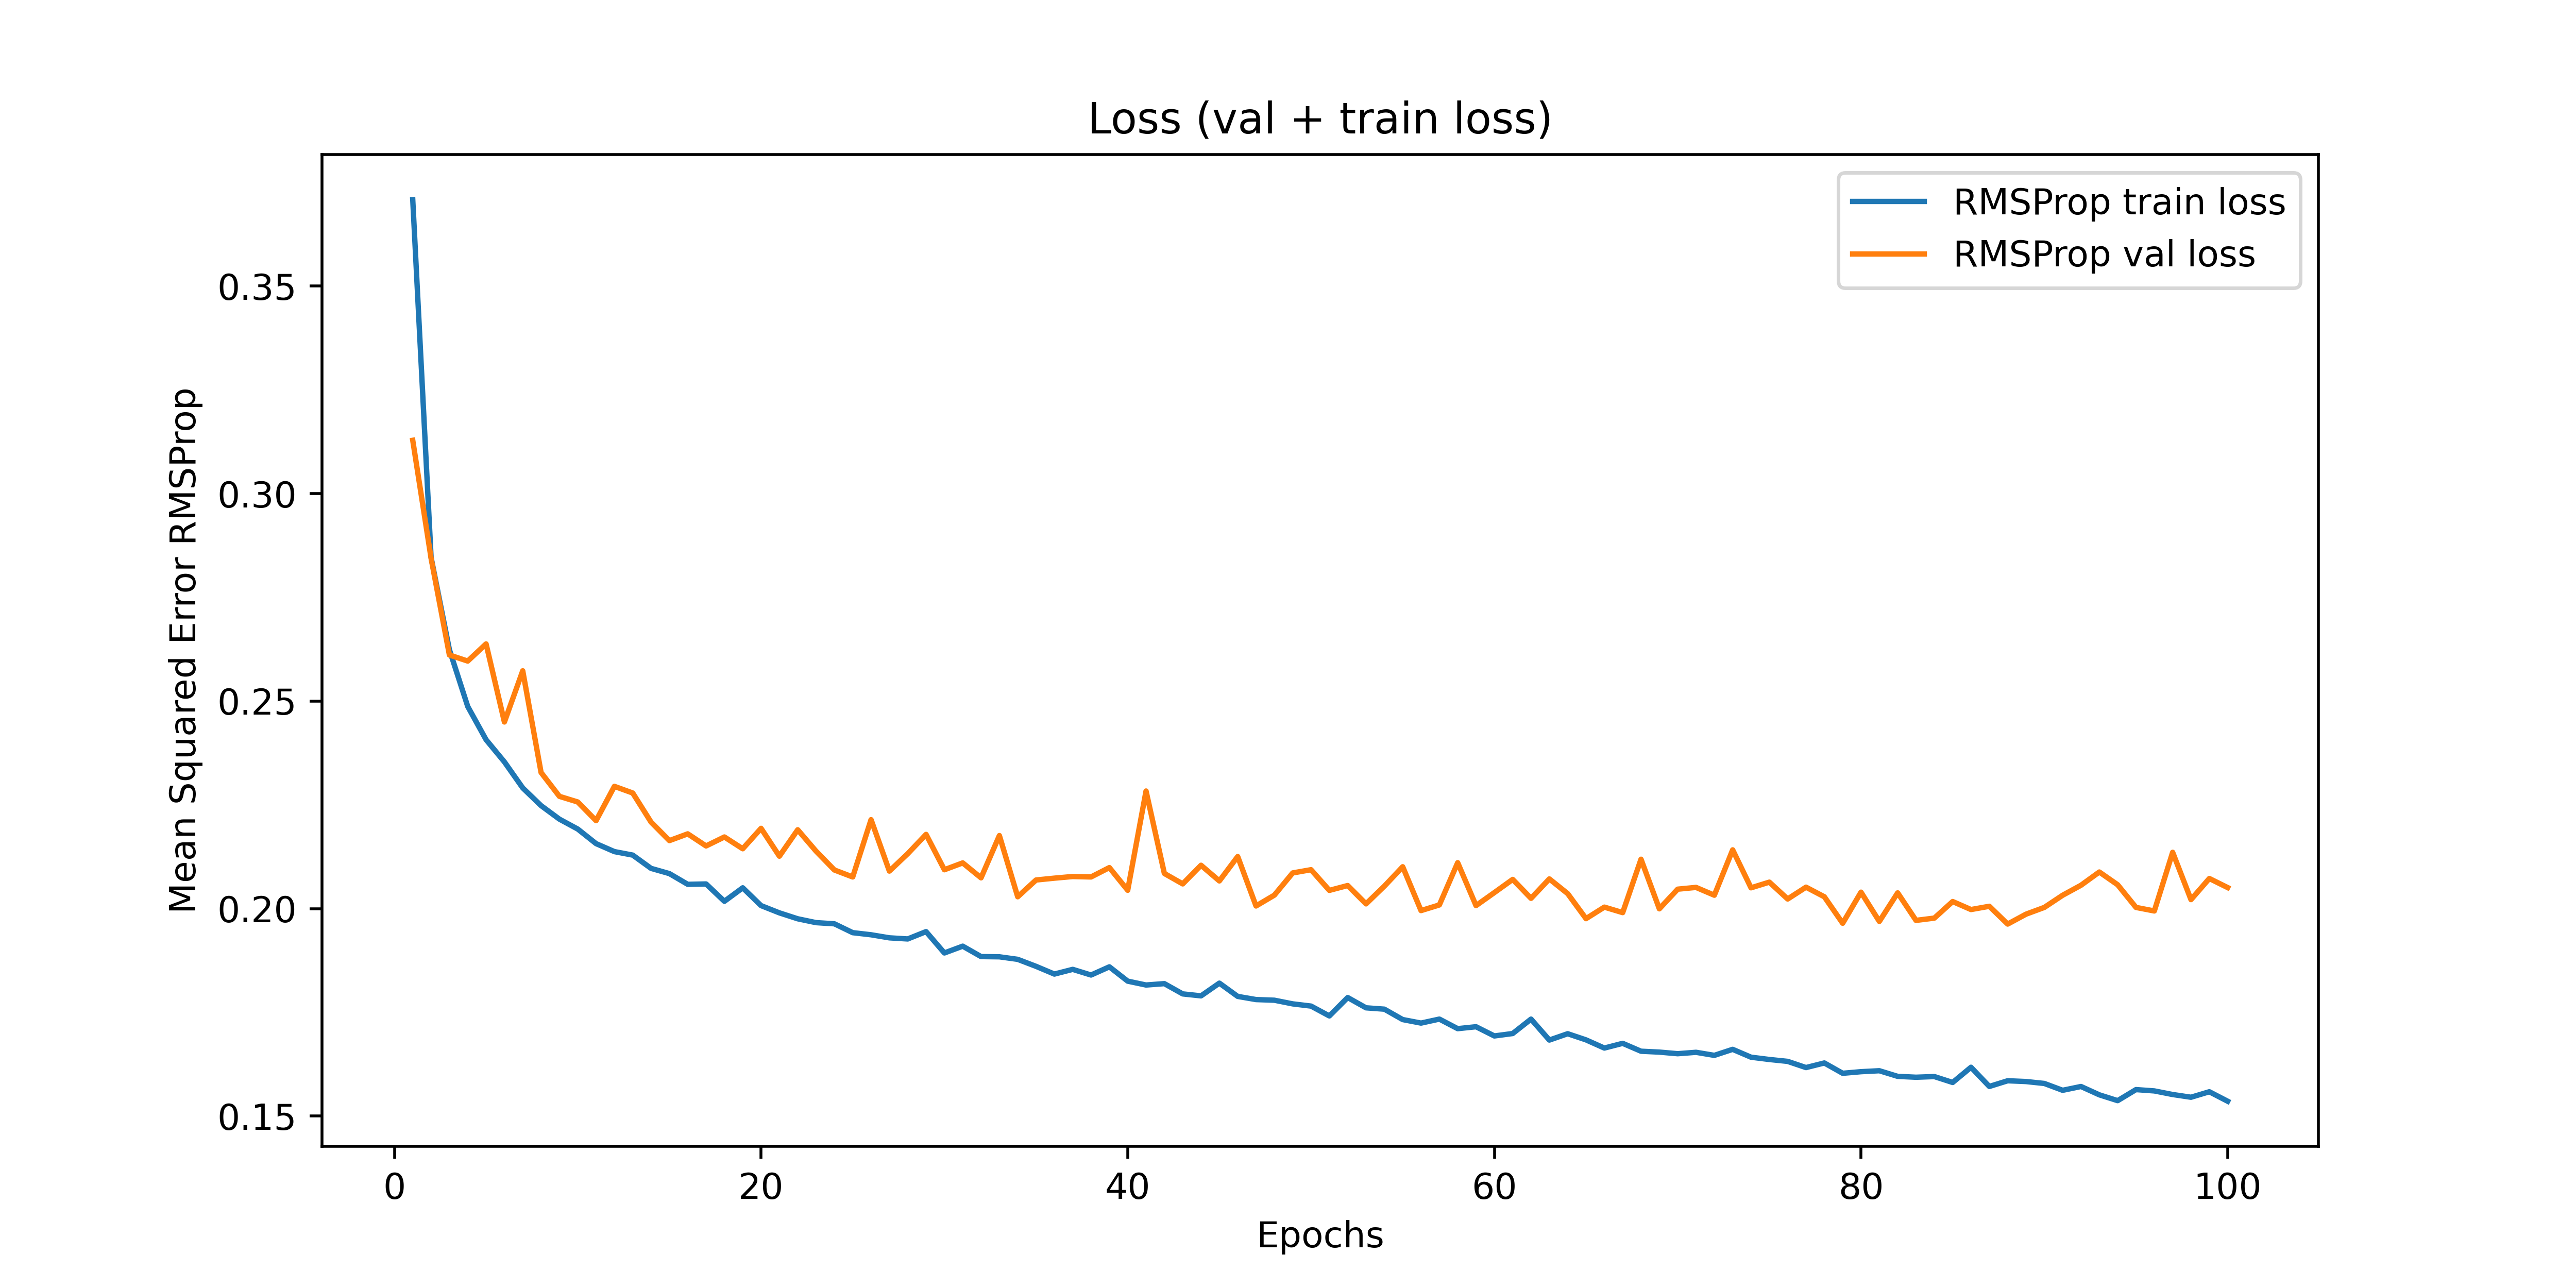 Loss (val + train loss)
RMSProp train loss
RMSProp val loss
Mean Squared Error RMSProp
0.35
0.30
0.25
0.20
0.15
0 20 40 60 80 100
Epochs